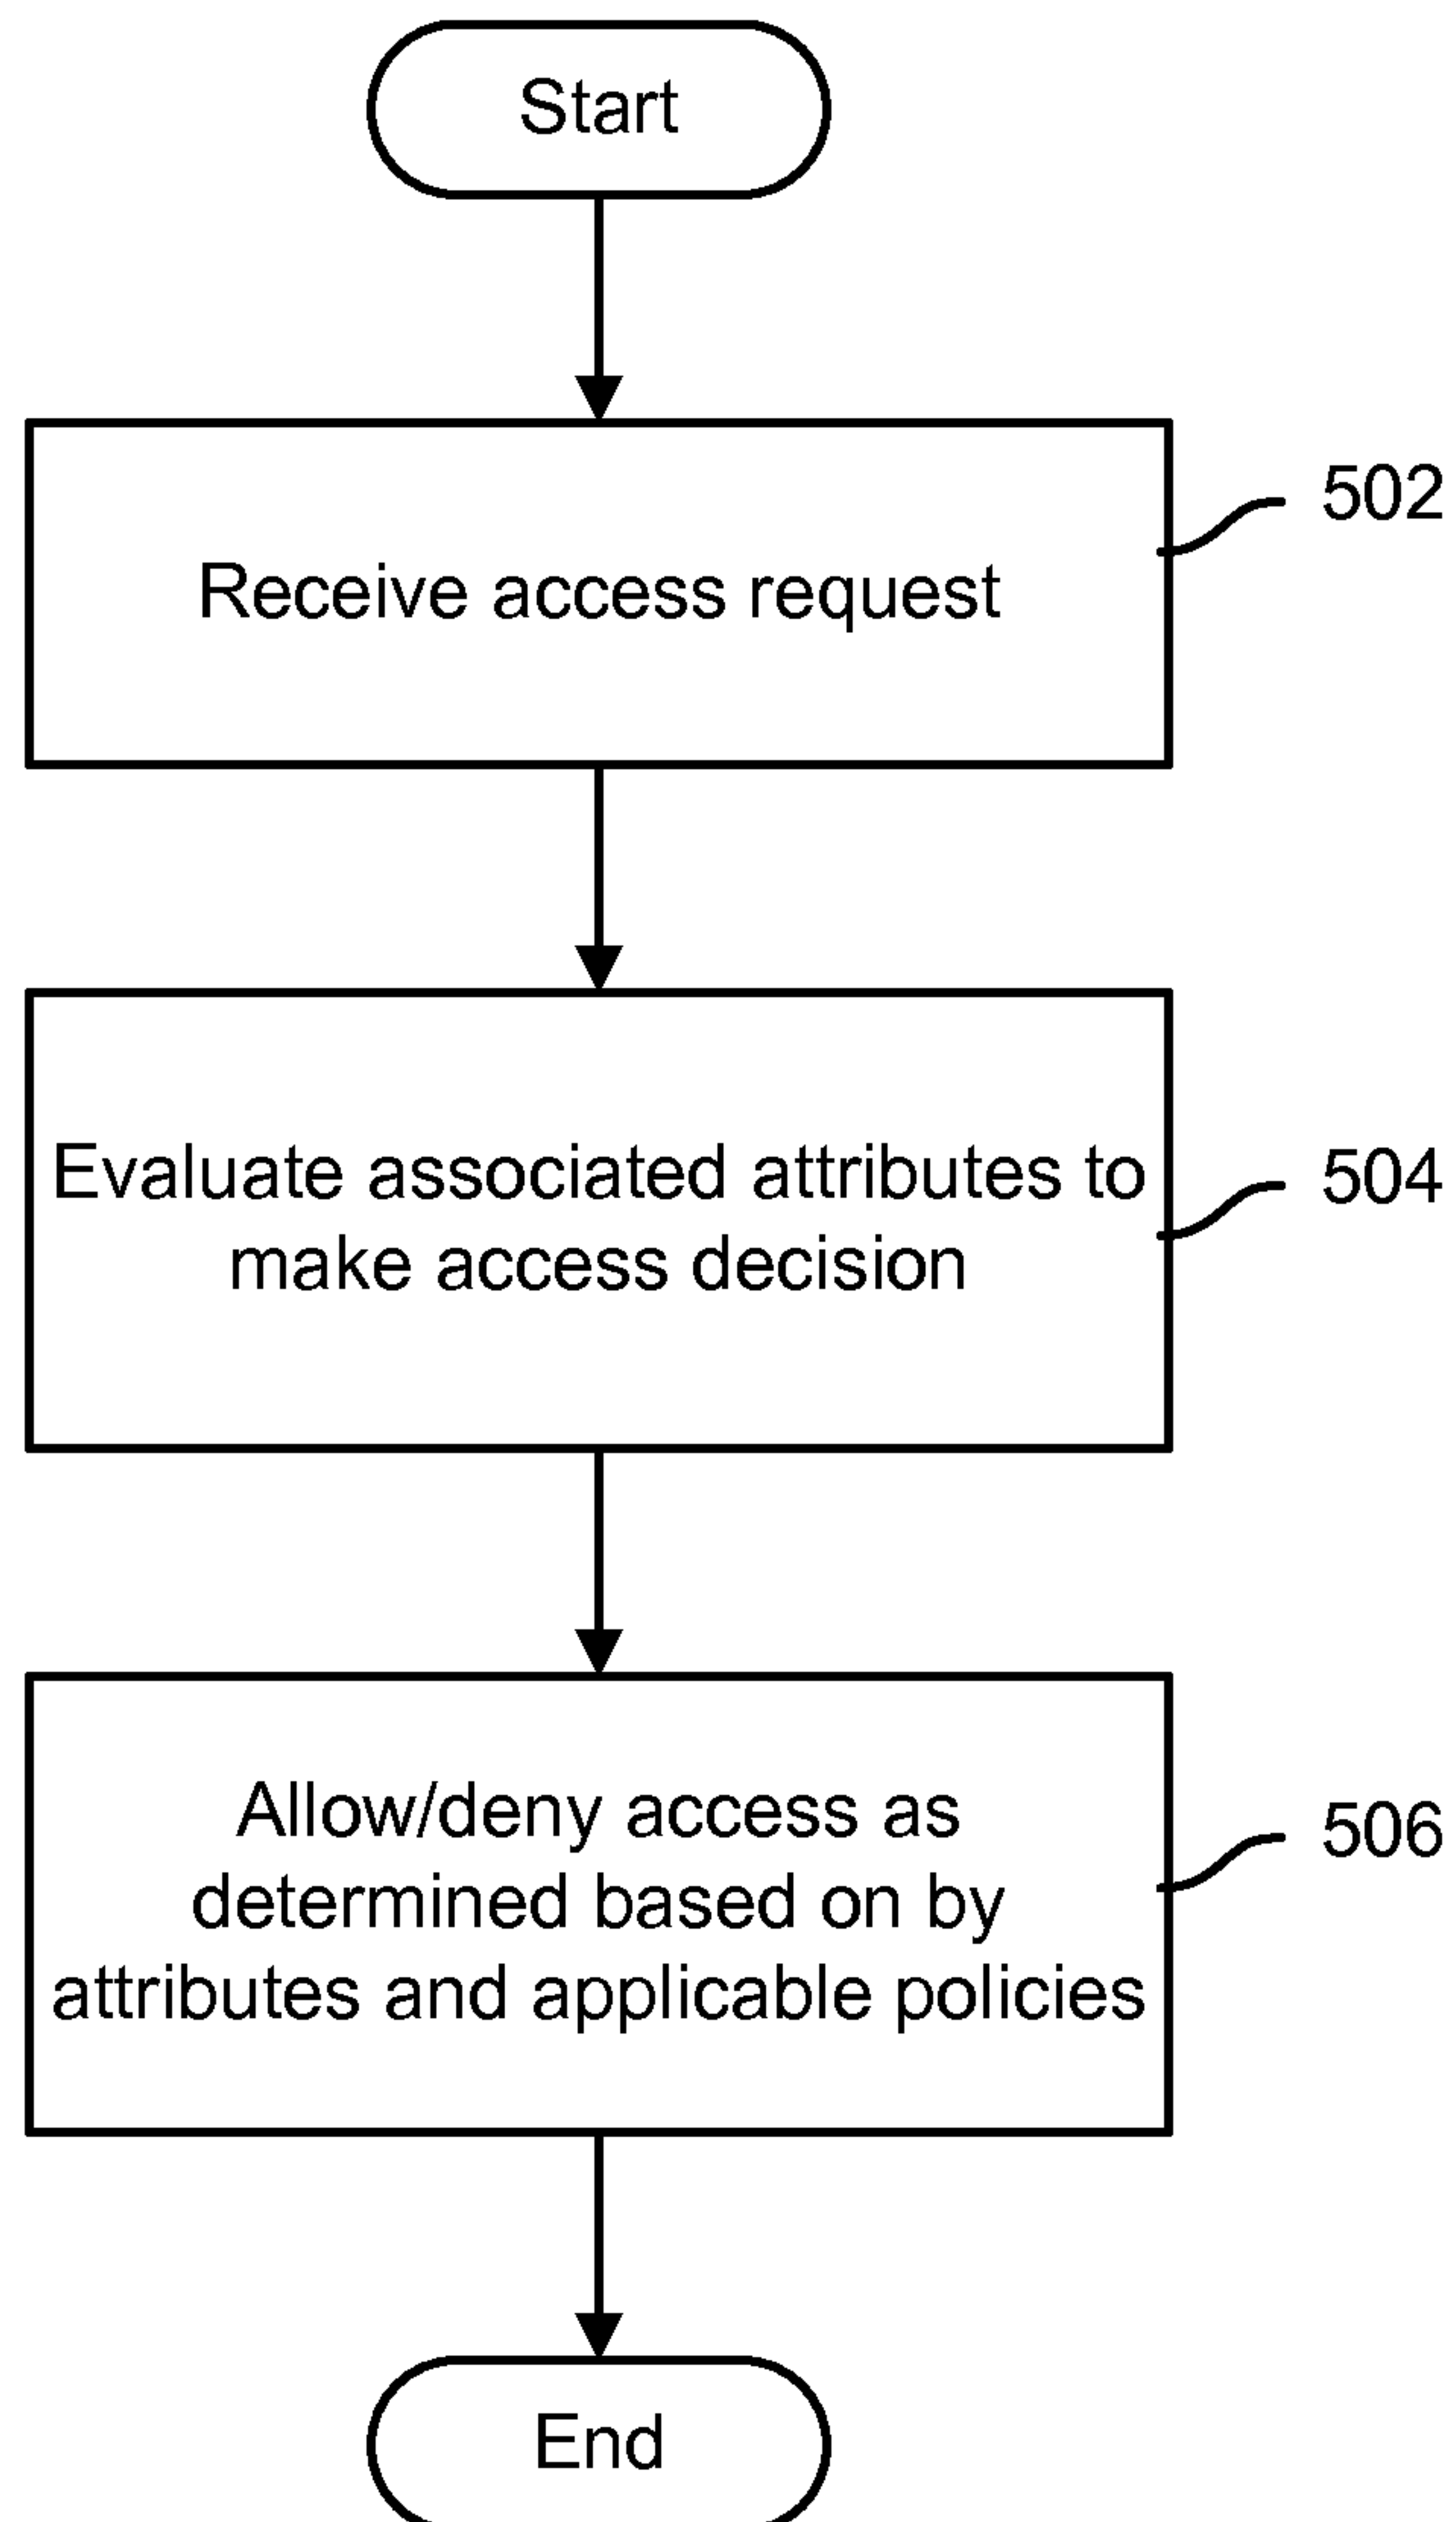 Start
Receive access request
502
Evaluate associated attributes to
make access decision
504
Allow/deny access as
determined based on by
attributes and applicable policies
506
End